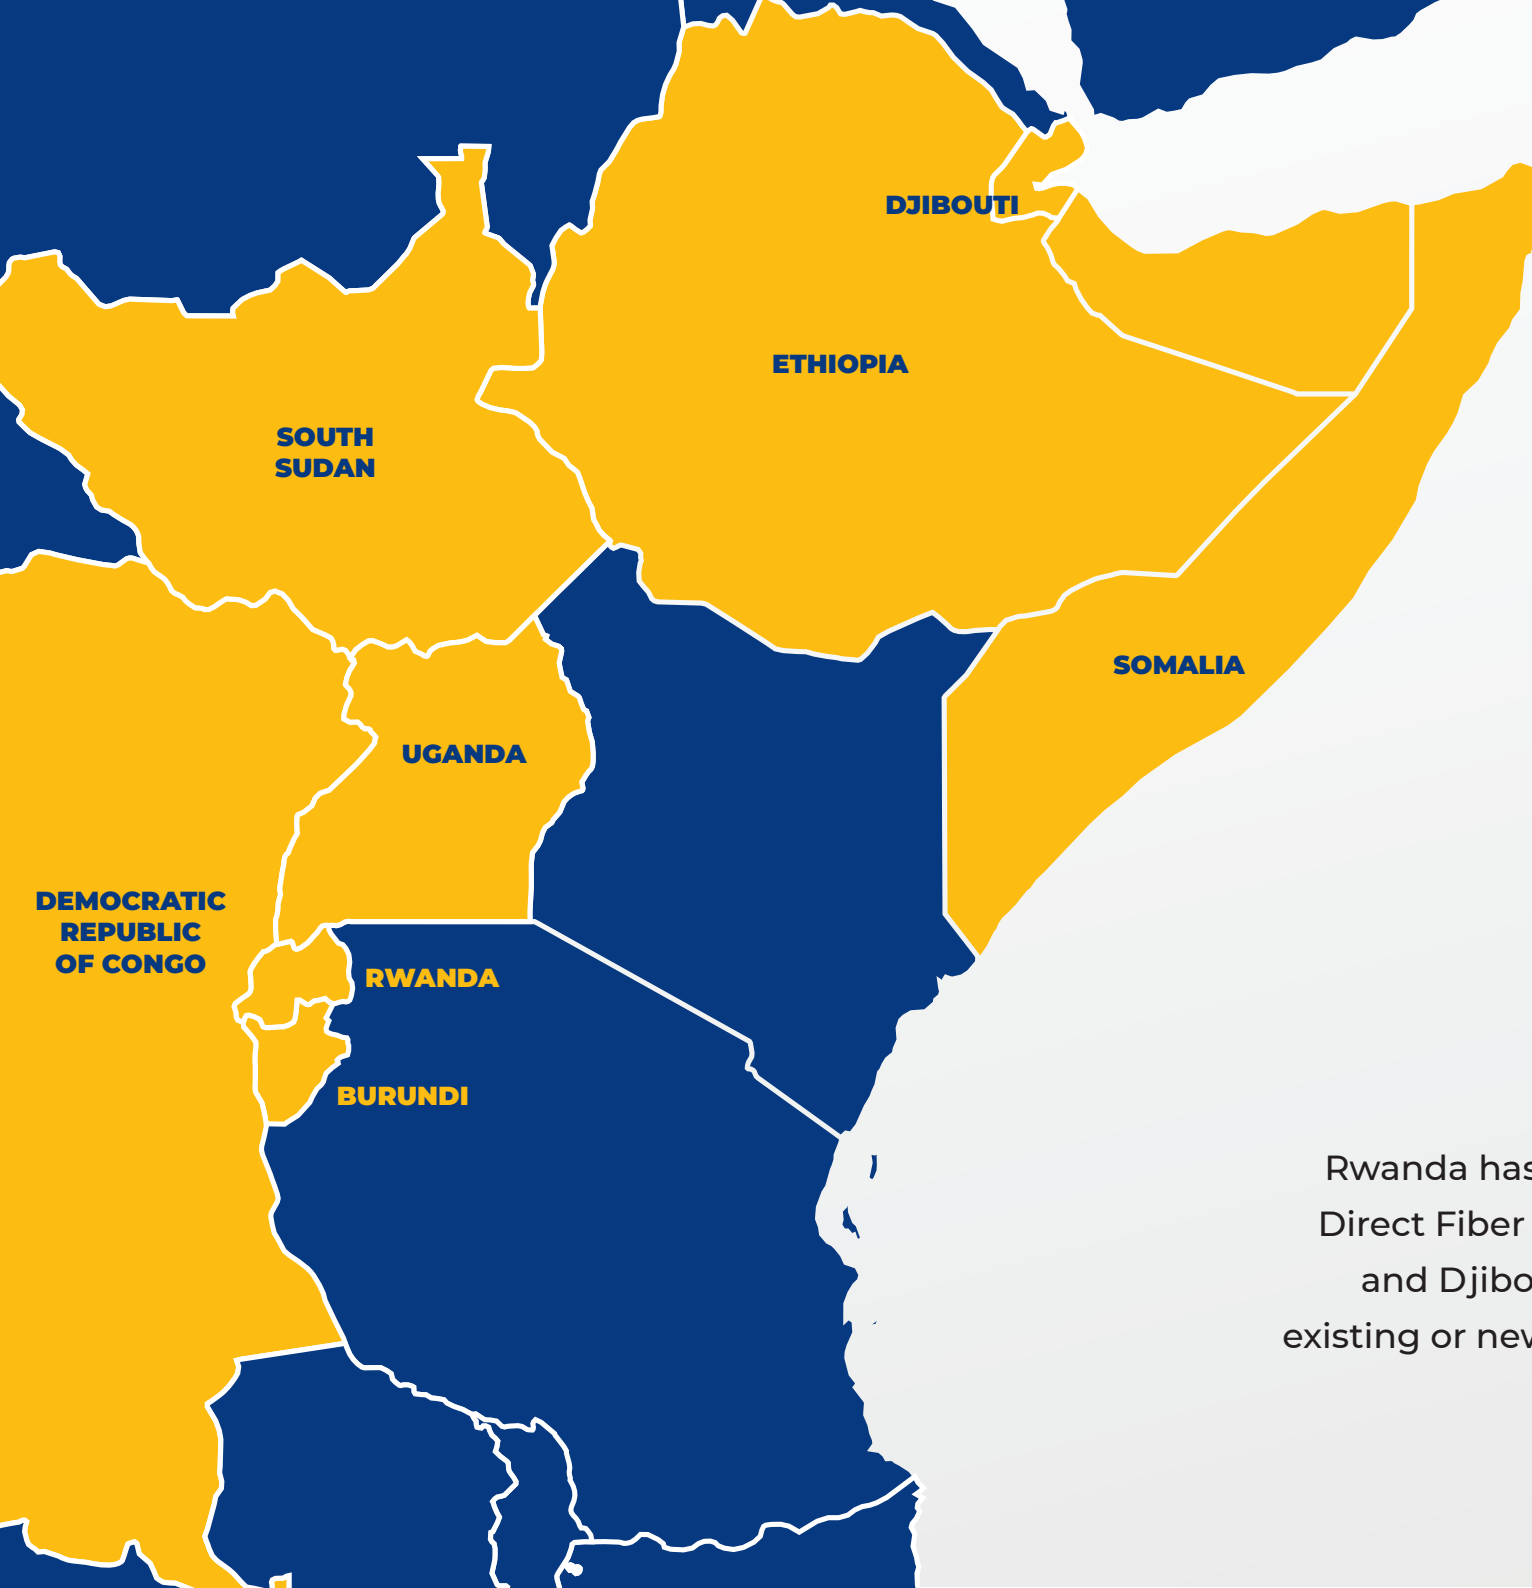 DJIBOUTI
ETHIOPIA
SOUTH
SUDAN
SOMALIA
UGANDA
DEMOCRATIC
REPUBLIC
OF CONGO
RWANDA
BURUNDI
Rwanda has
Direct Fiber
and Djibo
existing or new